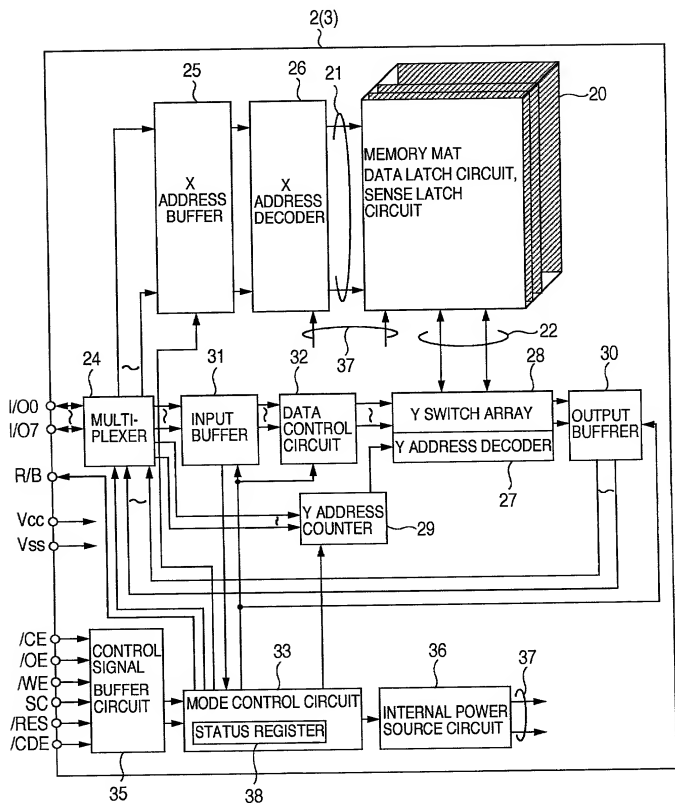 2(3)
25
26
21
20
X
ADDRESS
BUFFER
X
ADDRESS
DECODER
MEMORY MAT
DATA LATCH CIRCUIT,
SENSE LATCH
CIRCUIT
37
22
24
31
32
28
30
I/O0
I/O7
MULTI-
PLEXER
INPUT
BUFFER
DATA
CONTROL
CIRCUIT
Y SWITCH ARRAY
Y ADDRESS DECODER
OUTPUT
BUFFRER
27
R/B
Vcc
Vss
Y ADDRESS
COUNTER
29
/CE
/OE
/WE
SC
/RES
/CDE
CONTROL
SIGNAL
BUFFER
CIRCUIT
35
33
MODE CONTROL CIRCUIT
STATUS REGISTER
38
36
INTERNAL POWER
SOURCE CIRCUIT
37